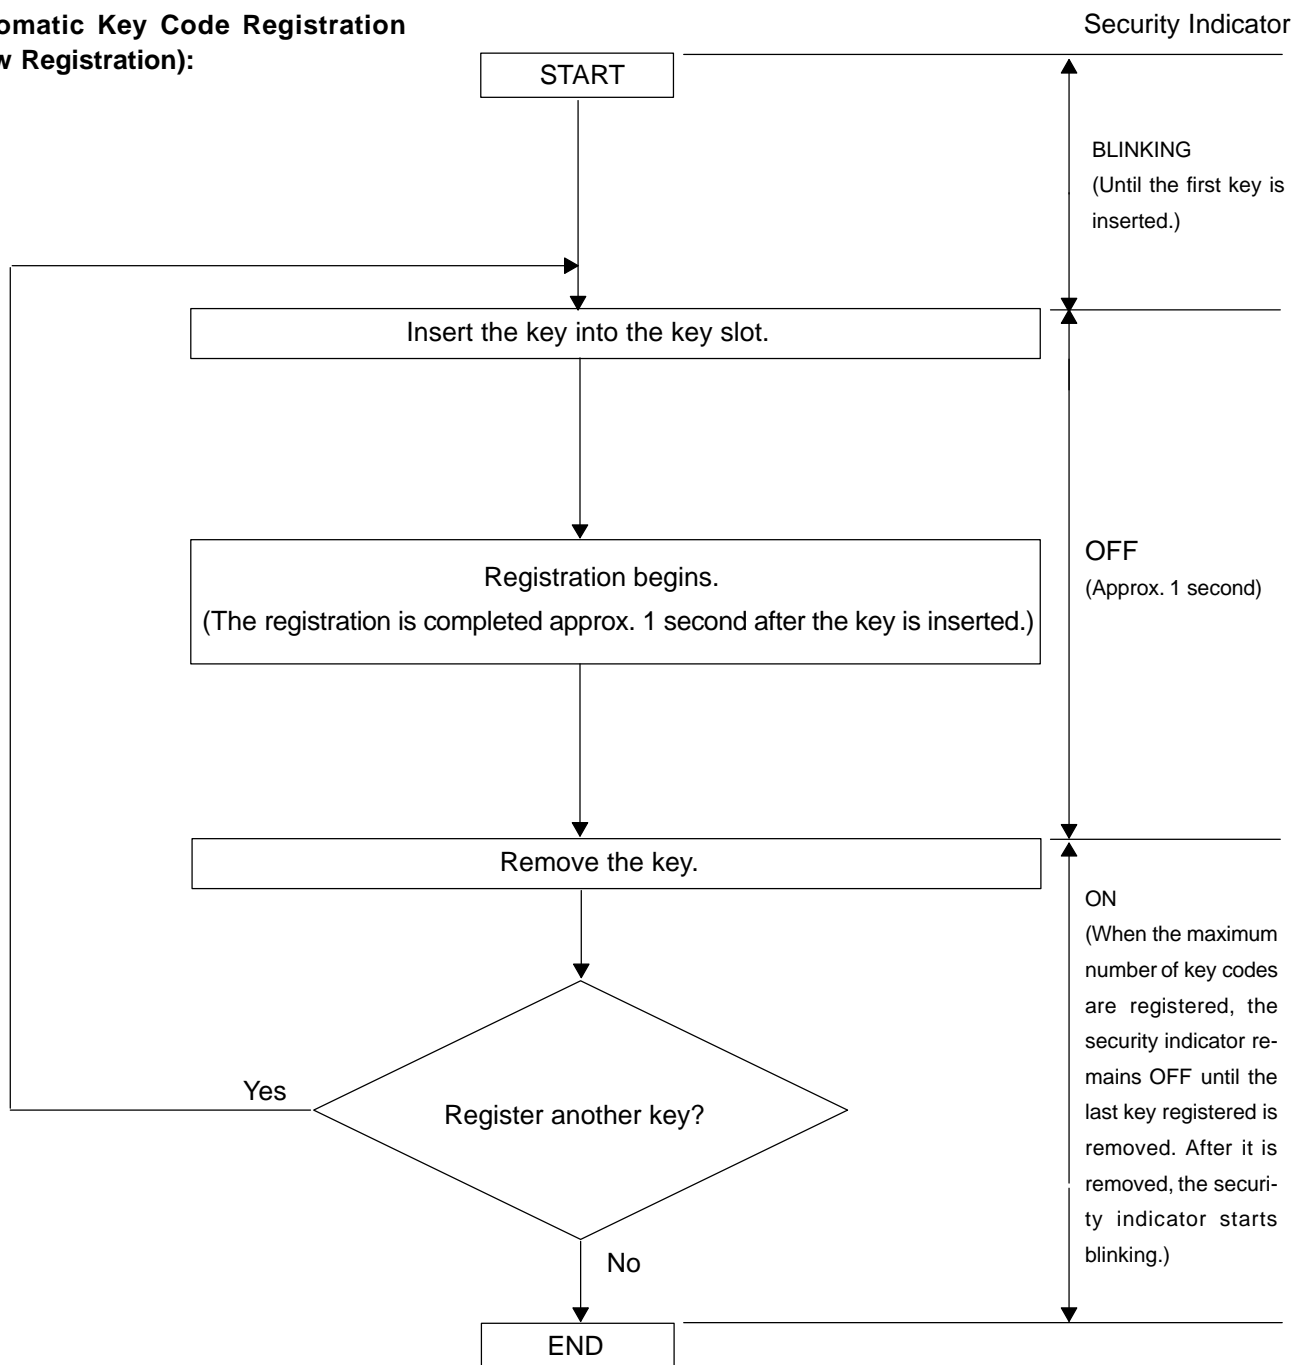 omatic Key Code Registration
w Registration):
Security Indicator
START
BLINKING
(Until the first key is
inserted.)
Insert the key into the key slot.
Registration begins.
(The registration is completed approx. 1 second after the key is inserted.)
OFF
(Approx. 1 second)
Remove the key.
ON
(When the maximum
number of key codes
are registered, the
security indicator re-
mains OFF until the
last key registered is
removed. After it is
removed, the securi-
ty indicator starts
blinking.)
Yes
Register another key?
No
END